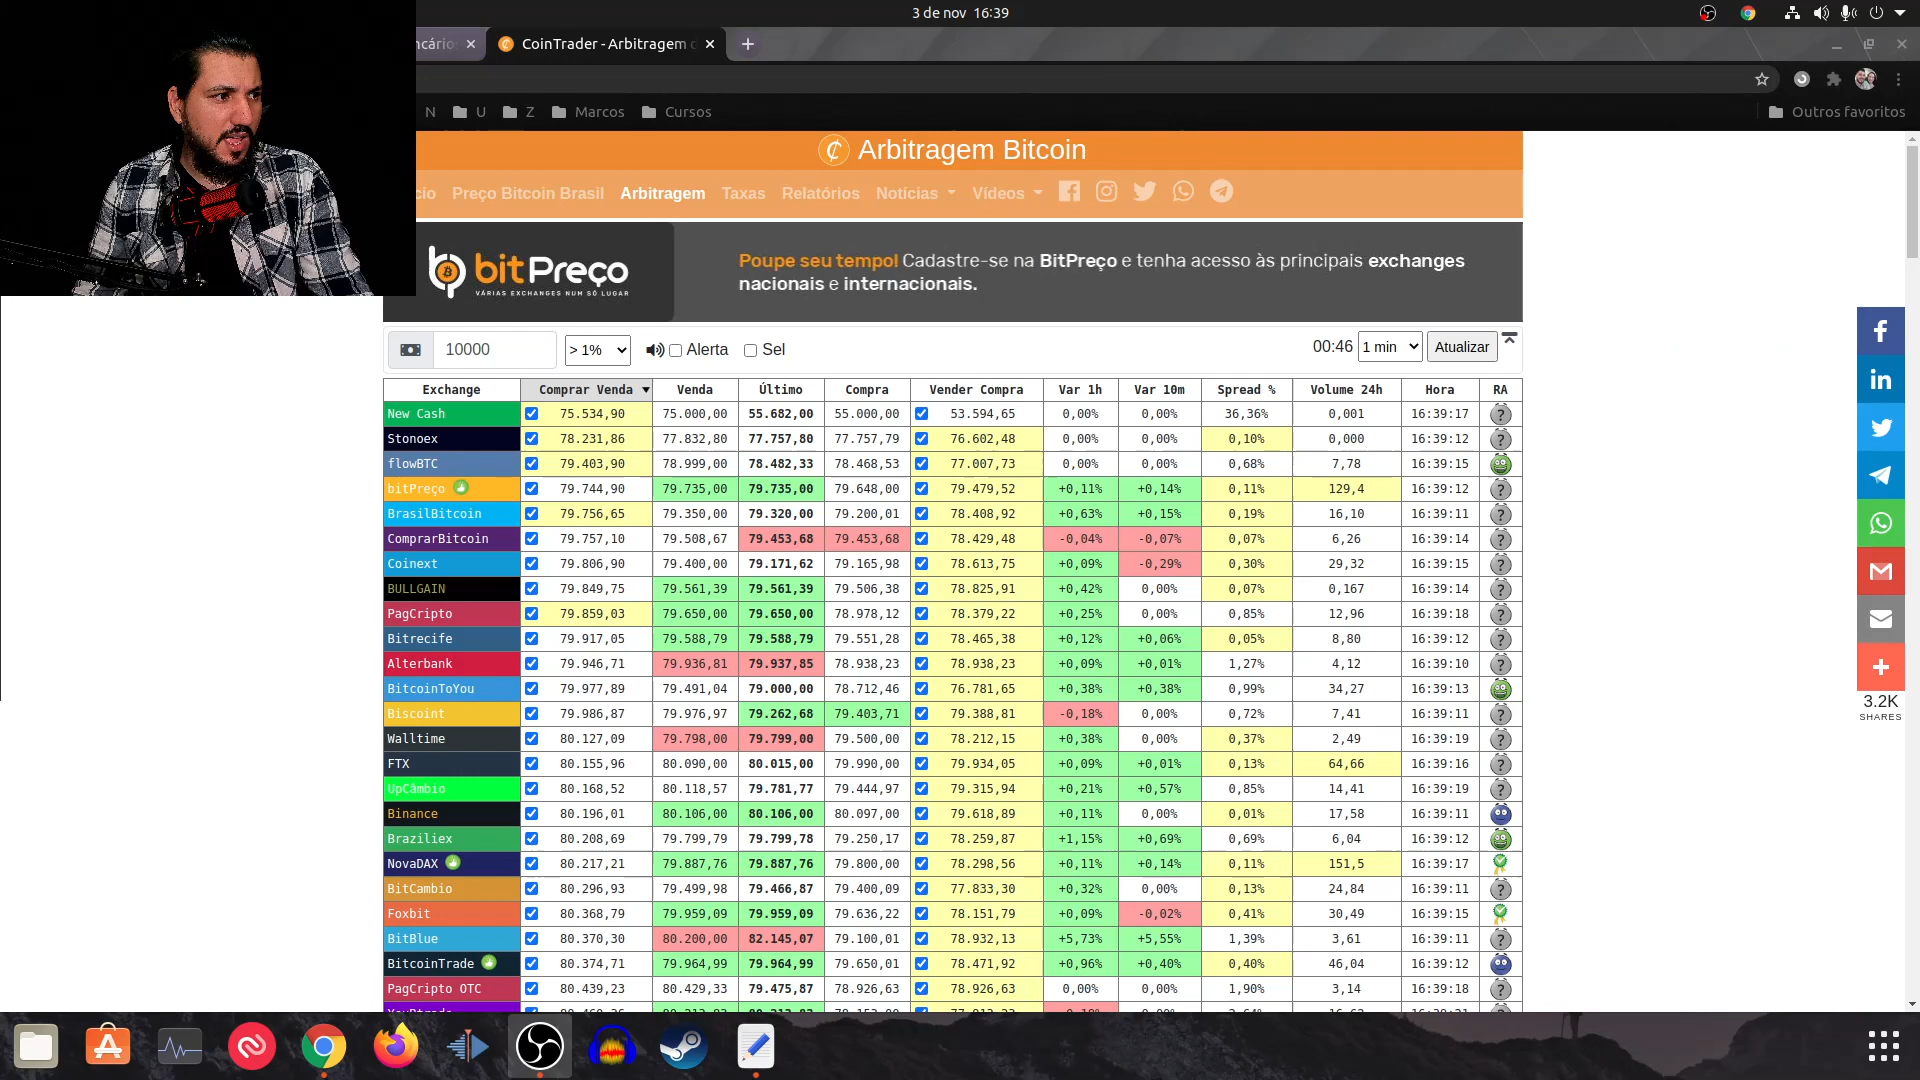 3 de nov 16:39
ncário
CoinTrader - Arbitragem
N U Z Marcos Cursos
Outros favoritos
Arbitragem Bitcoin
cio Preço Bitcoin Brasil Arbitragem Taxas Relatórios Notícias Vídeos
bitPreço
VÁRIAS EXCHANGES NUM SÓ LUGAR
Poupe seu tempo! Cadastre-se na BitPreço e tenha acesso às principais exchanges
nacionais e internacionais.
10000 > 1% Alerta Sel 00:46 1 min Atualizar
Exchange Comprar Venda Venda Último Compra Vender Compra Var 1h Var 10m Spread % Volume 24h Hora RA
New Cash 75.534,90 75.000,00 55.682,00 55.000,00 53.594,65 0,00% 0,00% 36,36% 0,001 16:39:17
Stonoex 78.231,86 77.832,80 77.757,80 77.757,79 76.602,48 0,00% 0,00% 0,10% 0,000 16:39:12
flowBTC 79.403,90 78.999,00 78.482,33 78.468,53 77.007,73 0,00% 0,00% 0,68% 7,78 16:39:15
bitPreço 79.744,90 79.735,00 79.735,00 79.648,00 79.479,52 +0,11% +0,14% 0,11% 129,4 16:39:12
BrasilBitcoin 79.756,65 79.350,00 79.320,00 79.200,01 78.408,92 +0,63% +0,15% 0,19% 16,10 16:39:11
ComprarBitcoin 79.757,10 79.508,67 79.453,68 79.453,68 78.429,48 -0,04% -0,07% 0,07% 6,26 16:39:14
Coinext 79.806,90 79.400,00 79.171,62 79.165,98 78.613,75 +0,09% -0,29% 0,30% 29,32 16:39:15
BULLGAIN 79.849,75 79.561,39 79.561,39 79.506,38 78.825,91 +0,42% 0,00% 0,07% 0,167 16:39:14
PagCripto 79.859,03 79.650,00 79.650,00 78.978,12 78.379,22 +0,25% 0,00% 0,85% 12,96 16:39:18
Bitrecife 79.917,05 79.588,79 79.588,79 79.551,28 78.465,38 +0,12% +0,06% 0,05% 8,80 16:39:12
Alterbank 79.946,71 79.936,81 79.937,85 78.938,23 78.938,23 +0,09% +0,01% 1,27% 4,12 16:39:10
BitcoinToYou 79.977,89 79.491,04 79.000,00 78.712,46 76.781,65 +0,38% +0,38% 0,99% 34,27 16:39:13
Biscoint 79.986,87 79.976,97 79.262,68 79.403,71 79.388,81 -0,18% 0,00% 0,72% 7,41 16:39:11
Walltime 80.127,09 79.798,00 79.799,00 79.500,00 78.212,15 +0,38% 0,00% 0,37% 2,49 16:39:19
FTX 80.155,96 80.090,00 80.015,00 79.990,00 79.934,05 +0,09% +0,01% 0,13% 64,66 16:39:16
UpCâmbio 80.168,52 80.118,57 79.781,77 79.444,97 79.315,94 +0,21% +0,57% 0,85% 14,41 16:39:19
Binance 80.196,01 80.106,00 80.106,00 80.097,00 79.618,89 +0,11% 0,00% 0,01% 17,58 16:39:11
Braziliex 80.208,69 79.799,79 79.799,78 79.250,17 78.259,87 +1,15% +0,69% 0,69% 6,04 16:39:12
NovaDAX 80.217,21 79.887,76 79.887,76 79.800,00 78.298,56 +0,11% +0,14% 0,11% 151,5 16:39:17
BitCambio 80.296,93 79.499,98 79.466,87 79.400,09 77.833,30 +0,32% 0,00% 0,13% 24,84 16:39:11
Foxbit 80.368,79 79.959,09 79.959,09 79.636,22 78.151,79 +0,09% -0,02% 0,41% 30,49 16:39:15
BitBlue 80.370,30 80.200,00 82.145,07 79.100,01 78.932,13 +5,73% +5,55% 1,39% 3,61 16:39:11
BitcoinTrade 80.374,71 79.964,99 79.964,99 79.650,01 78.471,92 +0,96% +0,40% 0,40% 46,04 16:39:12
PagCripto OTC 80.439,23 80.429,33 79.475,87 78.926,63 78.926,63 0,00% 0,00% 1,90% 3,14 16:39:18
3.2K
SHARES